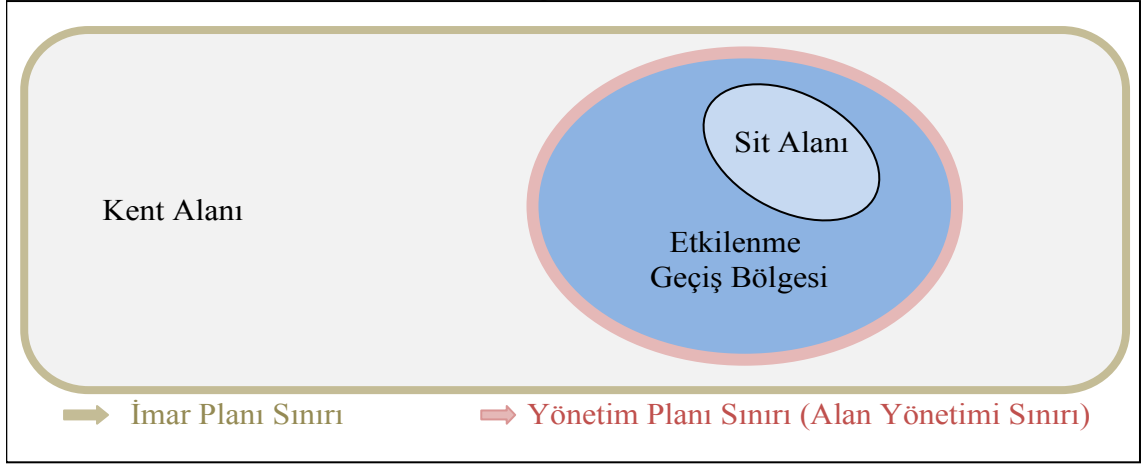 Sit Alanı
Kent Alanı
Etkilenme
Geçiş Bölgesi
İmar Planı Sınırı
Yönetim Planı Sınırı (Alan Yönetimi Sınırı)